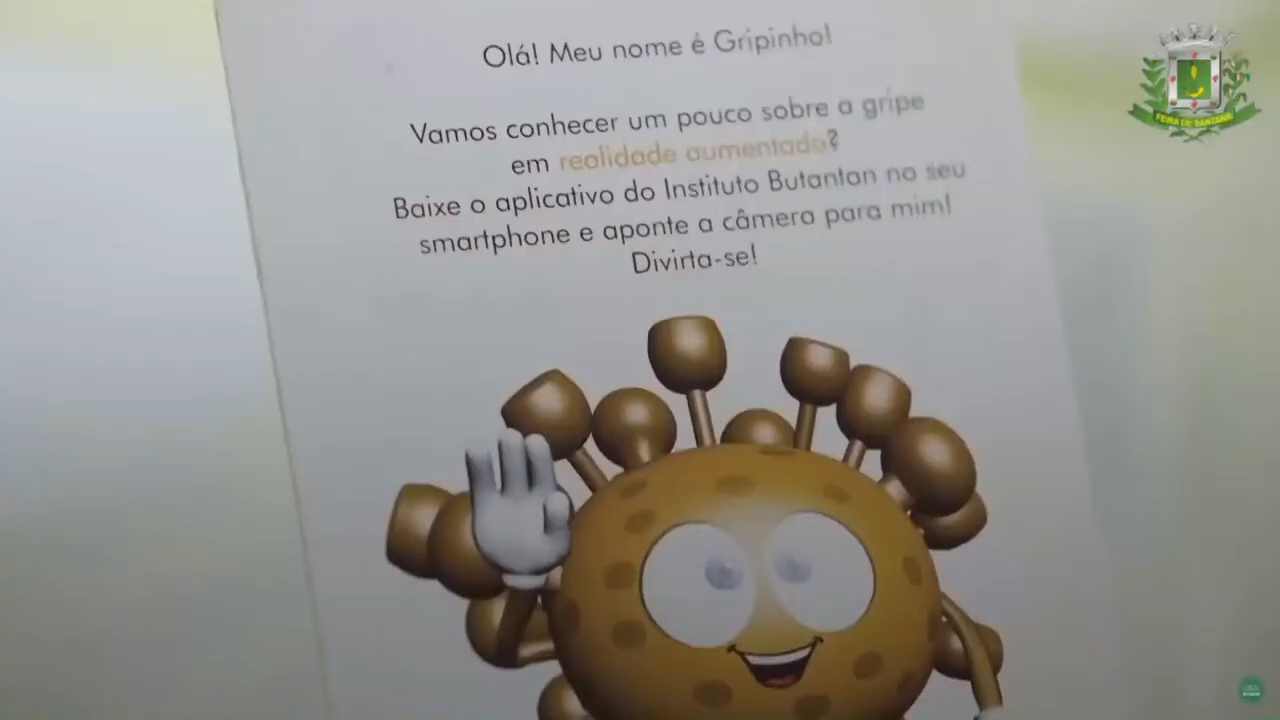 Olá! Meu nome é Gripinho!
Vamos conhecer um pouco sobre a gripe
em realidade aumentada?
Baixe o aplicativo do Instituto Butantan no seu
smartphone e aponte a câmera para mim!
Divirta-se!
FEIRA DE SANTANA